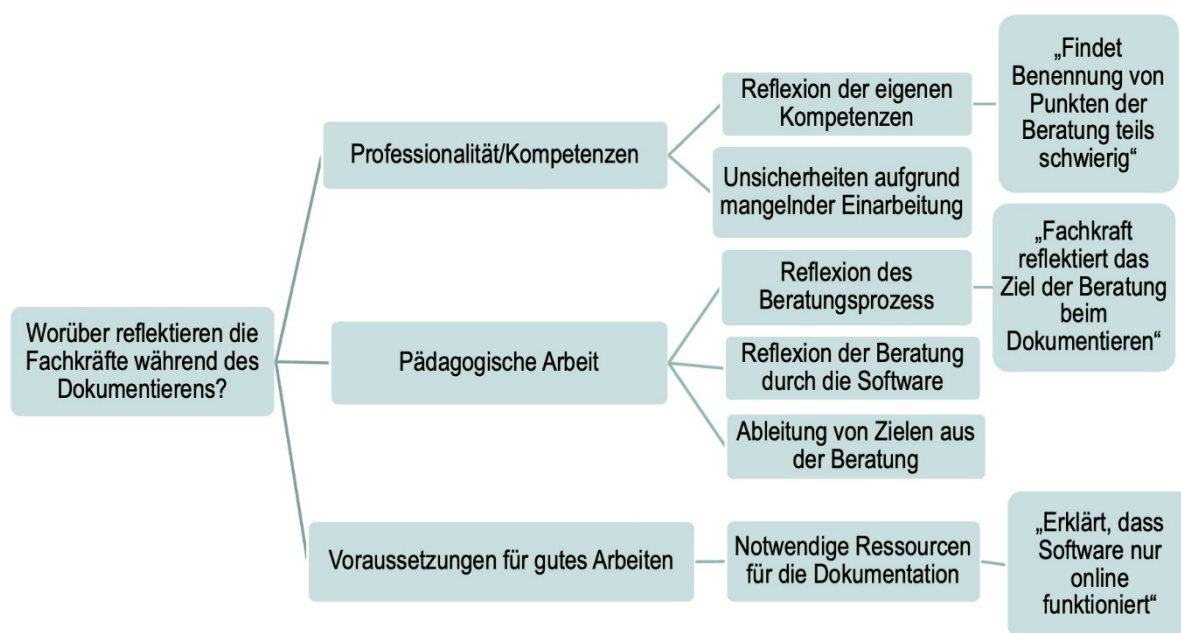 Worüber reflektieren die
Fachkräfte während des
Dokumentierens?
Professionalität/Kompetenzen
Reflexion der eigenen
Kompetenzen
„Findet
Benennung von
Punkten der
Beratung teils
schwierig“
Unsicherheiten aufgrund
mangelnder Einarbeitung
Pädagogische Arbeit
Reflexion des
Beratungsprozess
„Fachkraft
reflektiert das
Ziel der Beratung
beim
Dokumentieren“
Reflexion der Beratung
durch die Software
Ableitung von Zielen aus
der Beratung
Voraussetzungen für gutes Arbeiten
Notwendige Ressourcen
für die Dokumentation
„Erklärt, dass
Software nur
online
funktioniert“